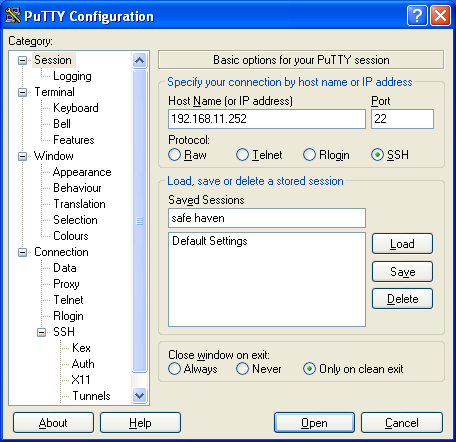 PuTTY Configuration
Category:
Session
Logging
Terminal
Keyboard
Bell
Features
Window
Appearance
Behaviour
Translation
Selection
Colours
Connection
Data
Proxy
Telnet
Rlogin
SSH
Kex
Auth
X11
Tunnels
Basic options for your PuTTY session
Specify your connection by host name or IP address
Host Name (or IP address) Port
192.168.11.252 22
Protocol:
Raw Telnet Rlogin SSH
Load, save or delete a stored session
Saved Sessions
safe haven
Default Settings
Load
Save
Delete
Close window on exit:
Always Never Only on clean exit
About Help Open Cancel